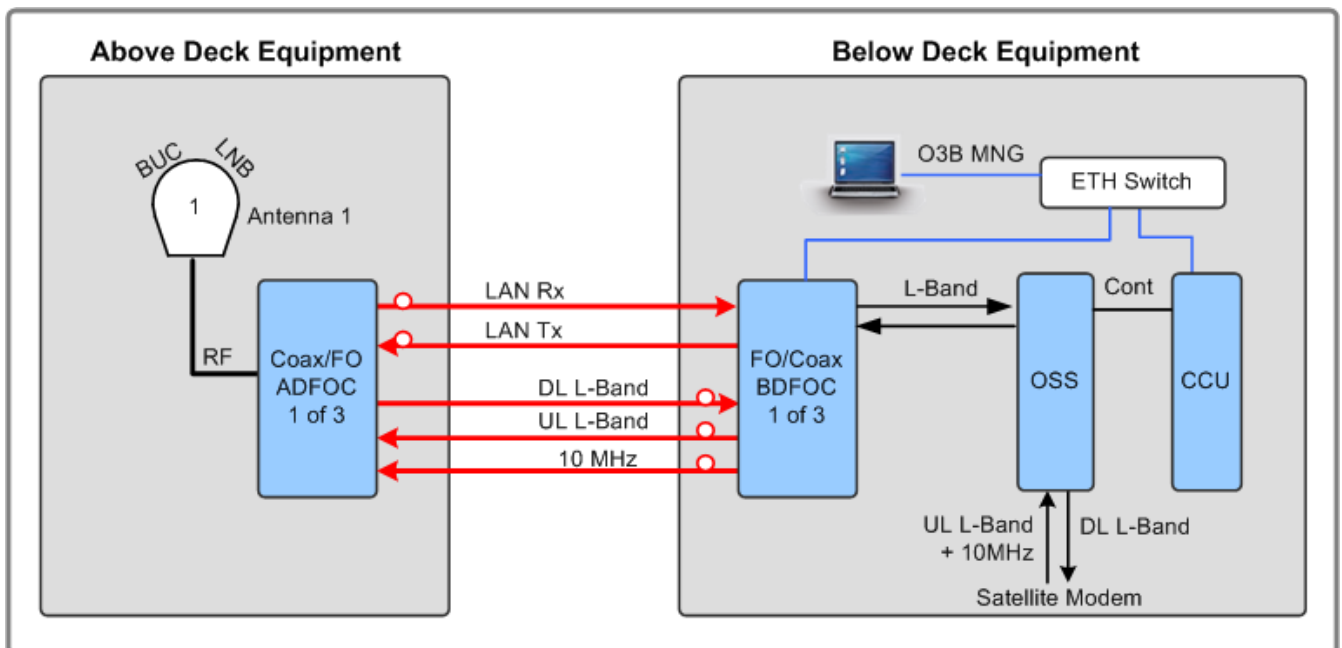 Above Deck Equipment
Below Deck Equipment
BUC
LNB
1
Antenna 1
RF
Coax/FO
ADFOC
1 of 3
LAN Rx
LAN Tx
DL L-Band
UL L-Band
10 MHz
O3B MNG
ETH Switch
FO/Coax
BDFOC
1 of 3
L-Band
OSS
Cont
CCU
UL L-Band
+ 10MHz
DL L-Band
Satellite Modem